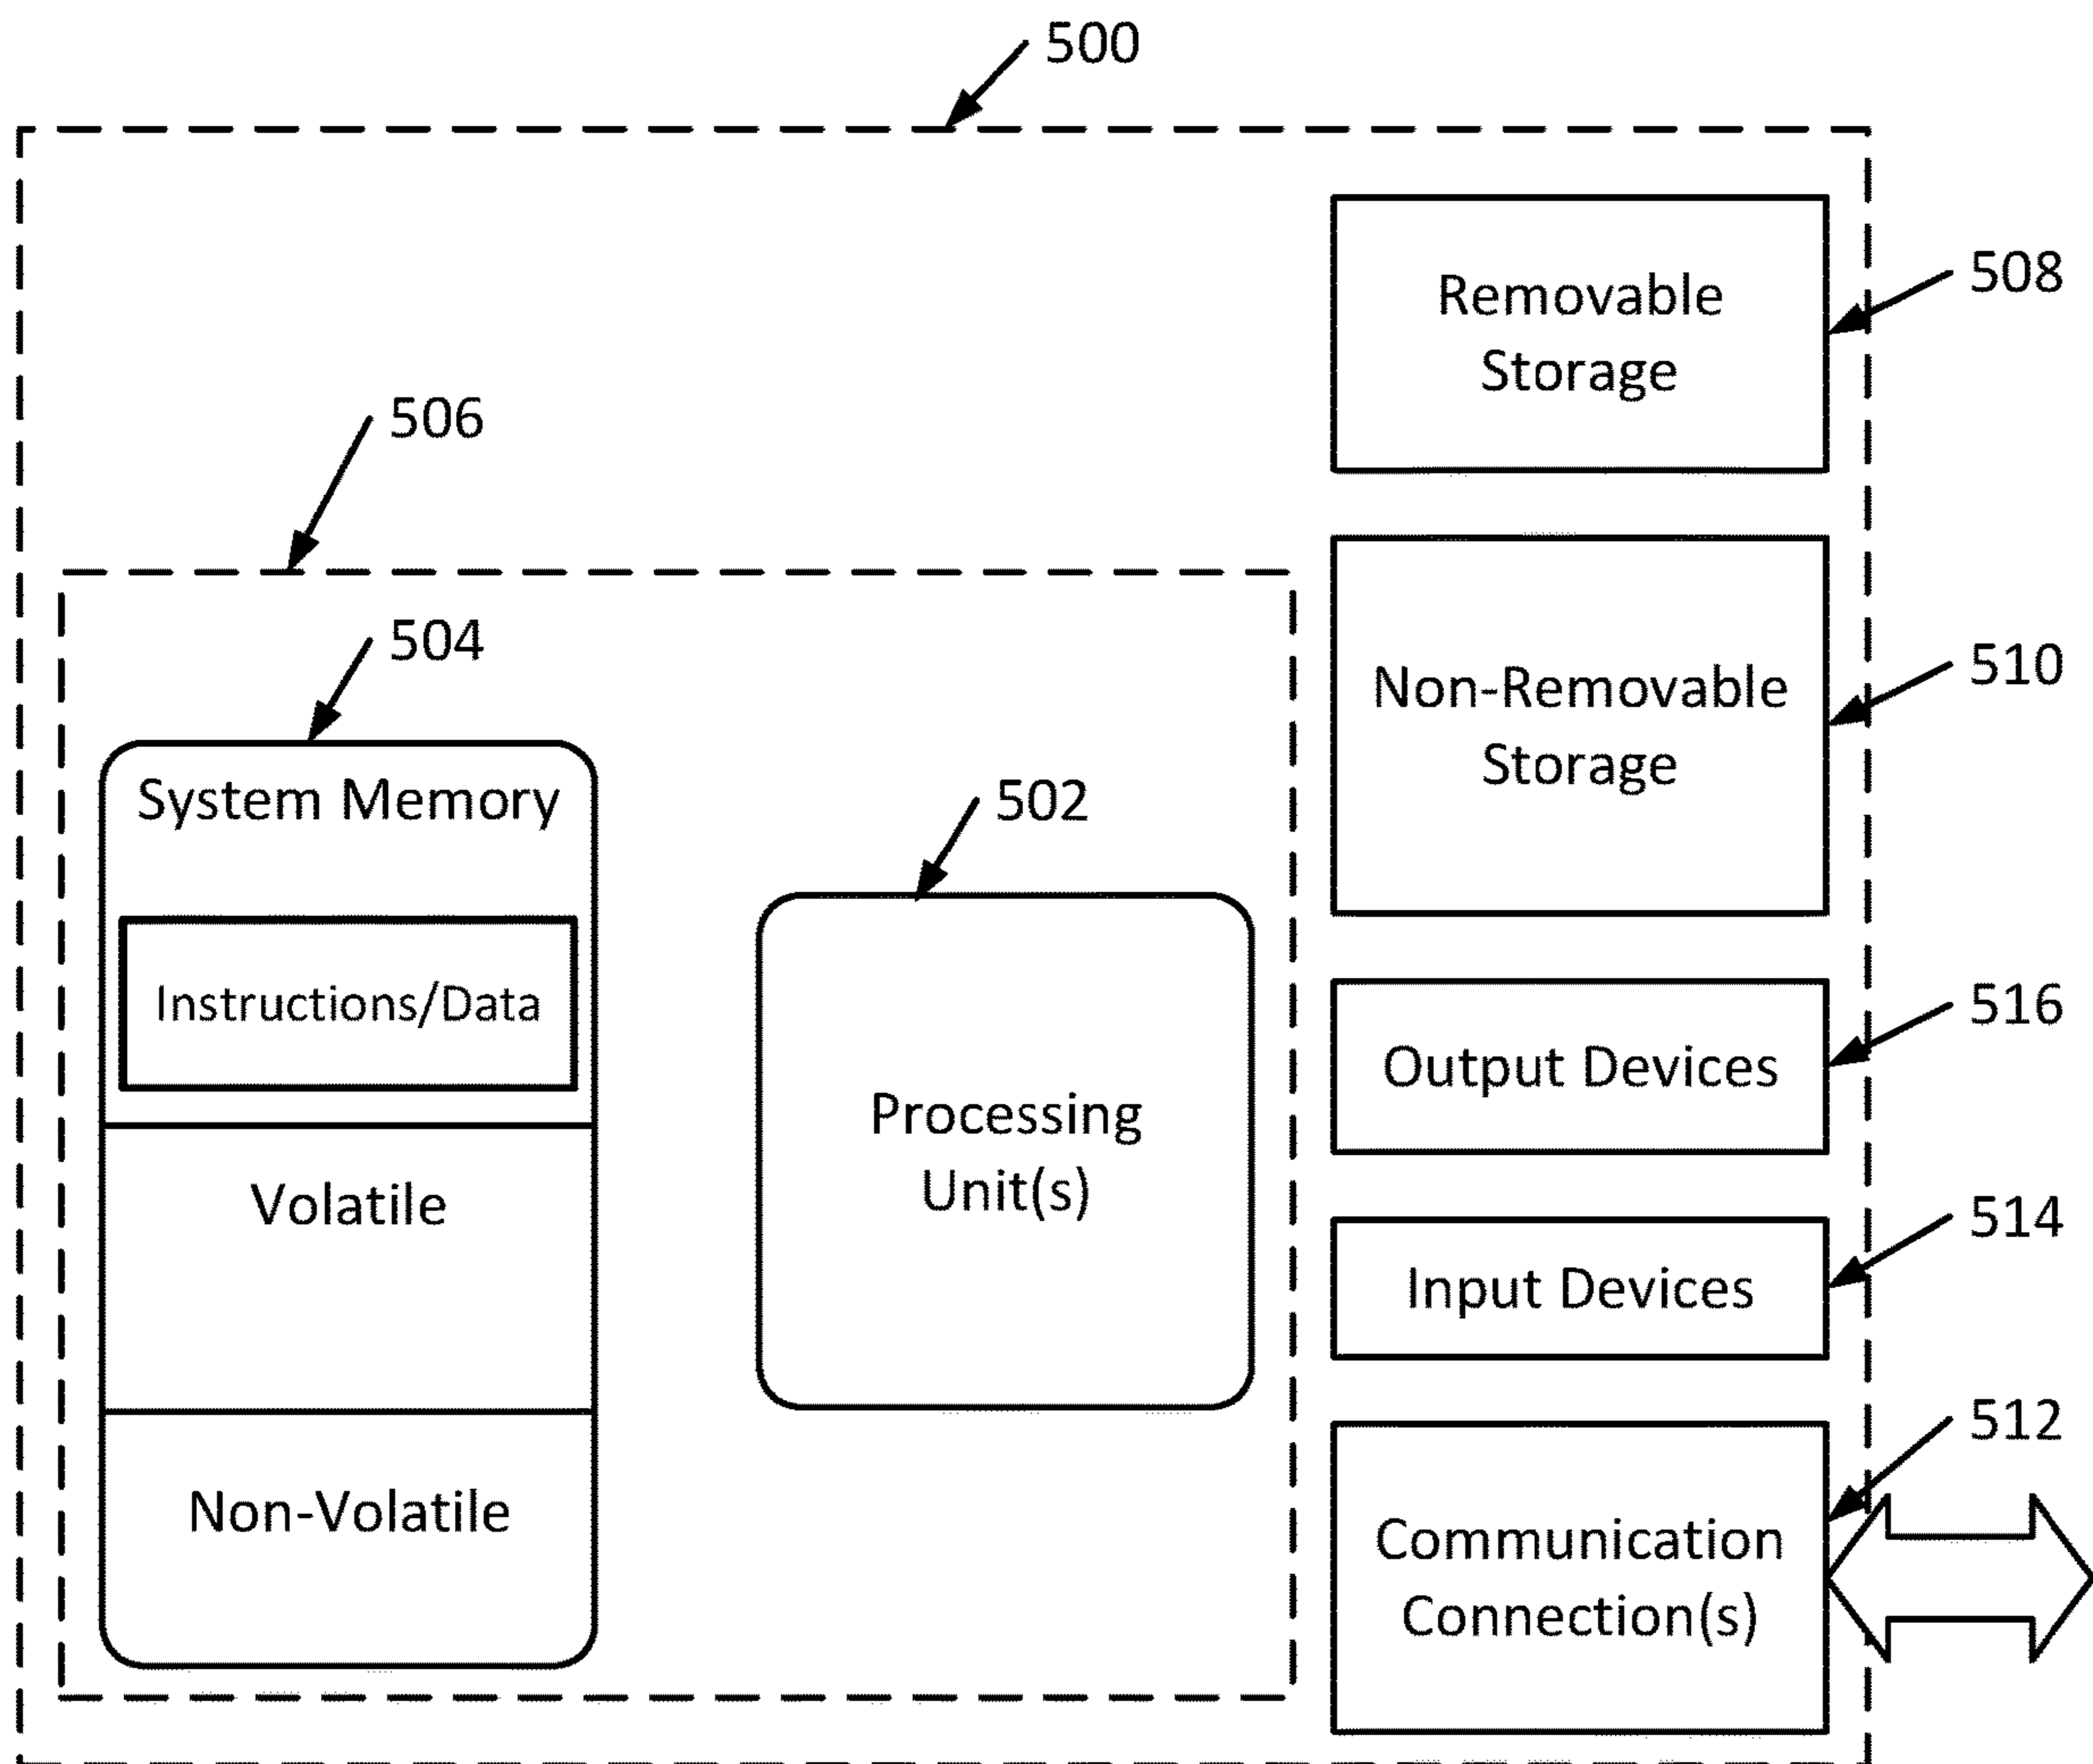 500
Removable
Storage
508
506
Non-Removable
Storage
510
504
System Memory
502
Instructions/Data
Processing
Unit(s)
Output Devices
516
Volatile
Input Devices
514
Non-Volatile
Communication
Connection(s)
512